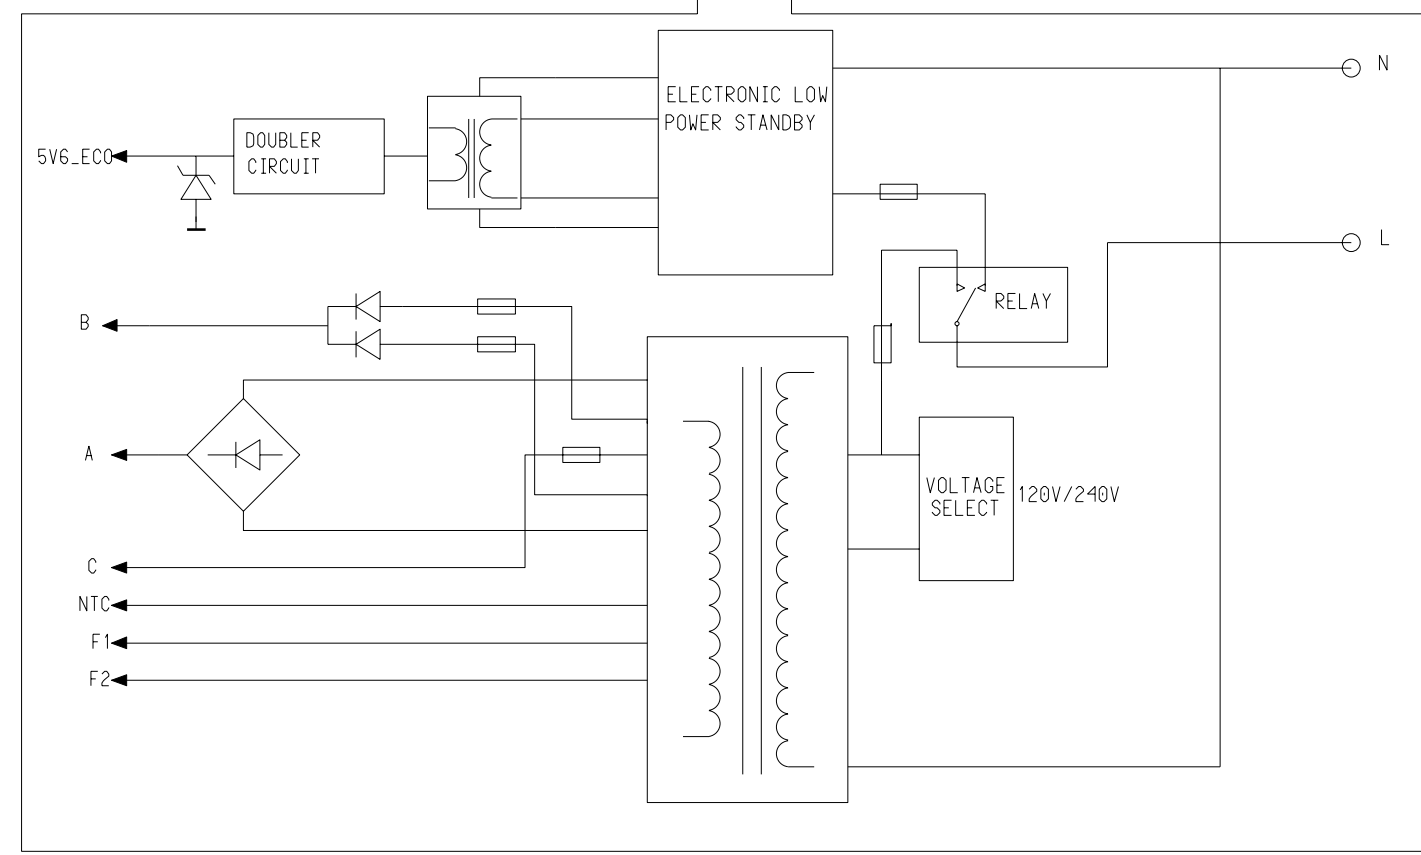 N
ELECTRONIC LOW
POWER STANDBY
DOUBLER
CIRCUIT
5V6_ECO
L
RELAY
B
A
VOLTAGE
SELECT
120V/240V
C
NTC
F1
F2